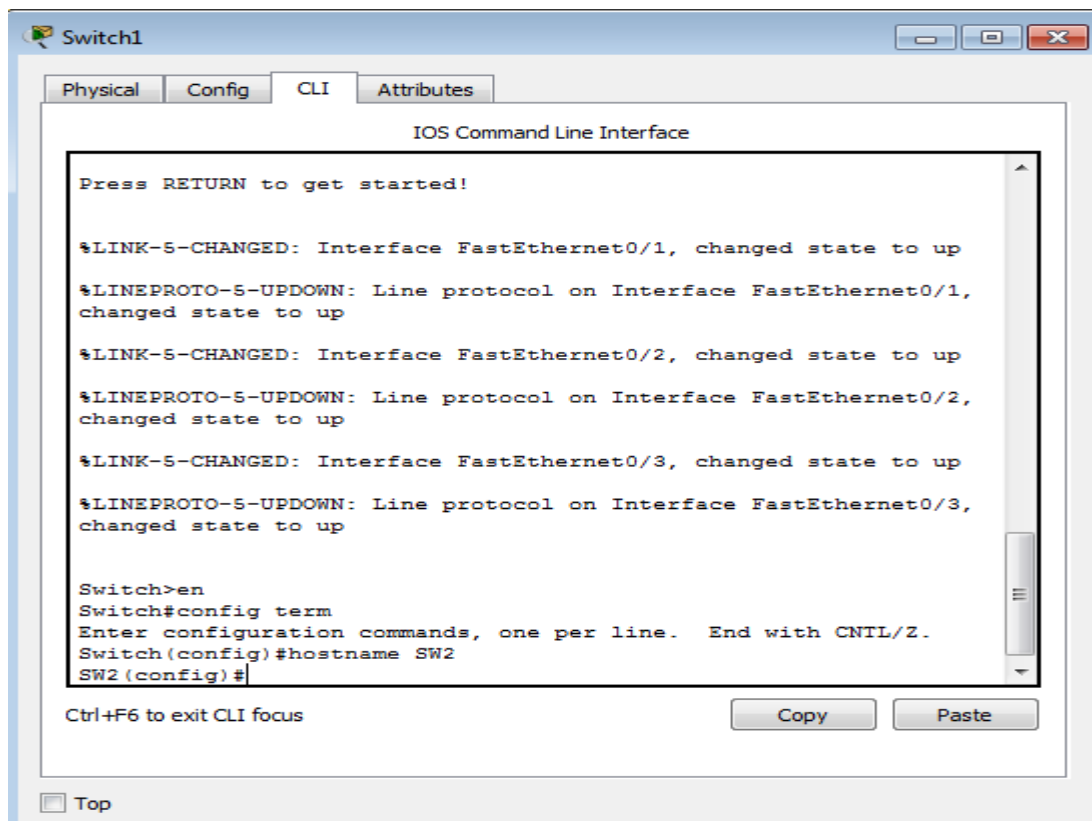 Switch1
Physical Config CLI Attributes
IOS Command Line Interface
Press RETURN to get started!
%LINK-5-CHANGED: Interface FastEthernet0/1, changed state to up
%LINEPROTO-5-UPDOWN: Line protocol on Interface FastEthernet0/1,
changed state to up
%LINK-5-CHANGED: Interface FastEthernet0/2, changed state to up
%LINEPROTO-5-UPDOWN: Line protocol on Interface FastEthernet0/2,
changed state to up
%LINK-5-CHANGED: Interface FastEthernet0/3, changed state to up
%LINEPROTO-5-UPDOWN: Line protocol on Interface FastEthernet0/3,
changed state to up
Switch>en
Switch#config term
Enter configuration commands, one per line.  End with CNTL/Z.
Switch(config)#hostname SW2
SW2(config)#
Ctrl+F6 to exit CLI focus
Copy Paste
Top